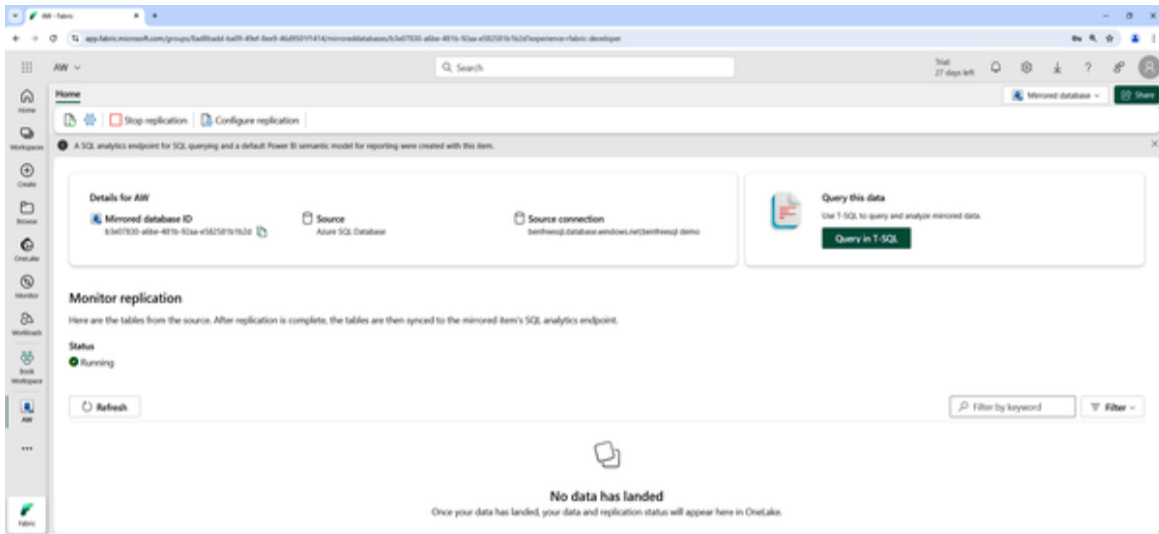 AW - Fabric
AW
Search
Trial:
27 days left
Home
Mirrored database
Share
Stop replication
Configure replication
A SQL analytics endpoint for SQL querying and a default Power BI semantic model for reporting were created with this item.
Home
Workspaces
Create
Browse
OneLake
Monitor
Workloads
Book
Workspace
AW
Fabric
Details for AW
Mirrored database ID
Source
Azure SQL Database
Source connection
Query this data
Use T-SQL to query and analyze mirrored data.
Query in T-SQL
Monitor replication
Here are the tables from the source. After replication is complete, the tables are then synced to the mirrored item's SQL analytics endpoint.
Status
Running
Refresh
Filter by keyword
Filter
No data has landed
Once your data has landed, your data and replication status will appear here in OneLake.